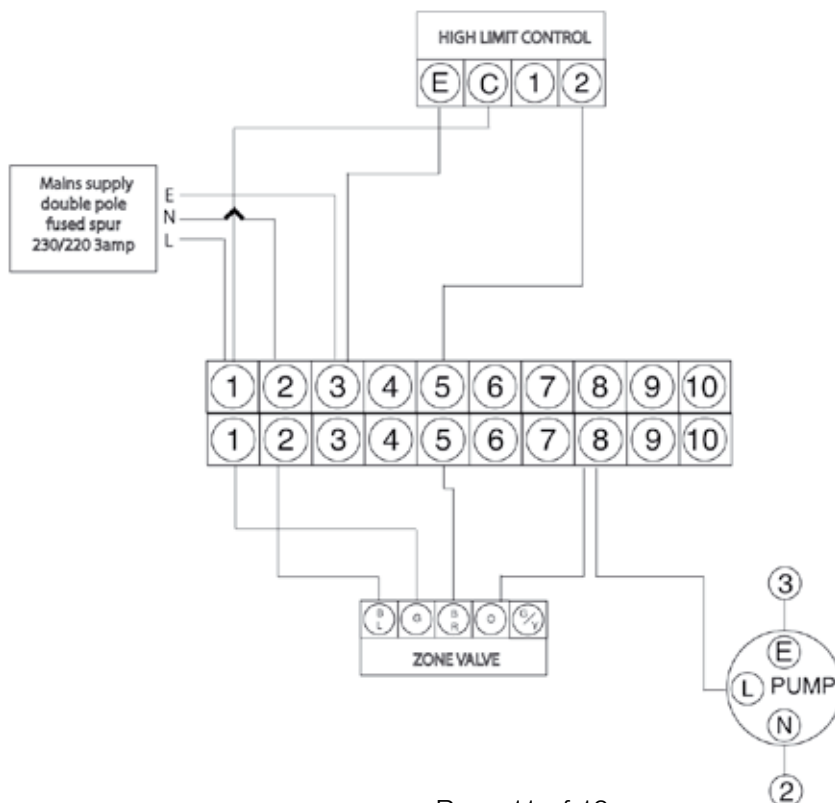 HIGH LIMIT CONTROL
E C 1 2
Mains supply
double pole
fused spur
230/220 3amp
E
N
L
1 2 3 4 5 6 7 8 9 10
1 2 3 4 5 6 7 8 9 10
B L G B R O G/Y
ZONE VALVE
3
E
L PUMP
N
2